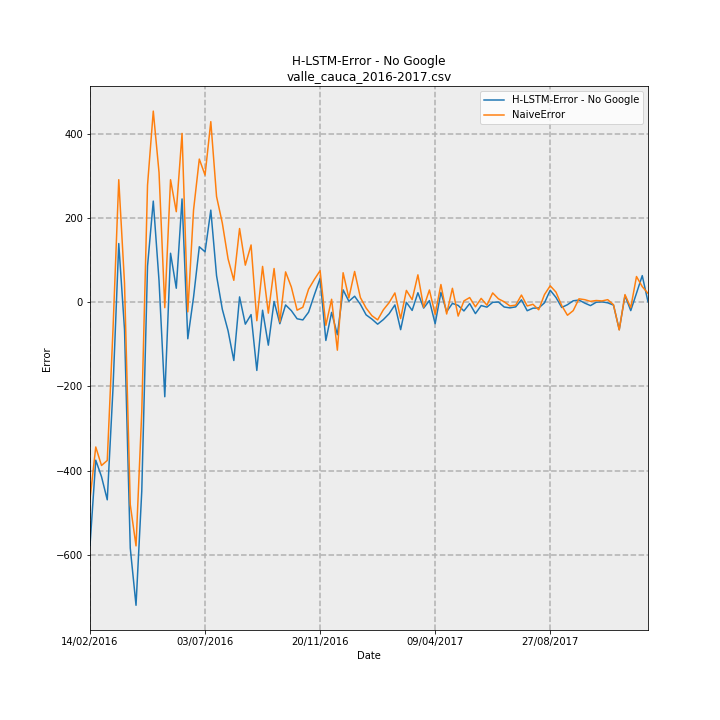 H-LSTM-Error - No Google
valle_cauca_2016-2017.csv
H-LSTM-Error - No Google
NaiveError
400
200
0
−200
−400
−600
Error
14/02/2016
03/07/2016
20/11/2016
09/04/2017
27/08/2017
Date